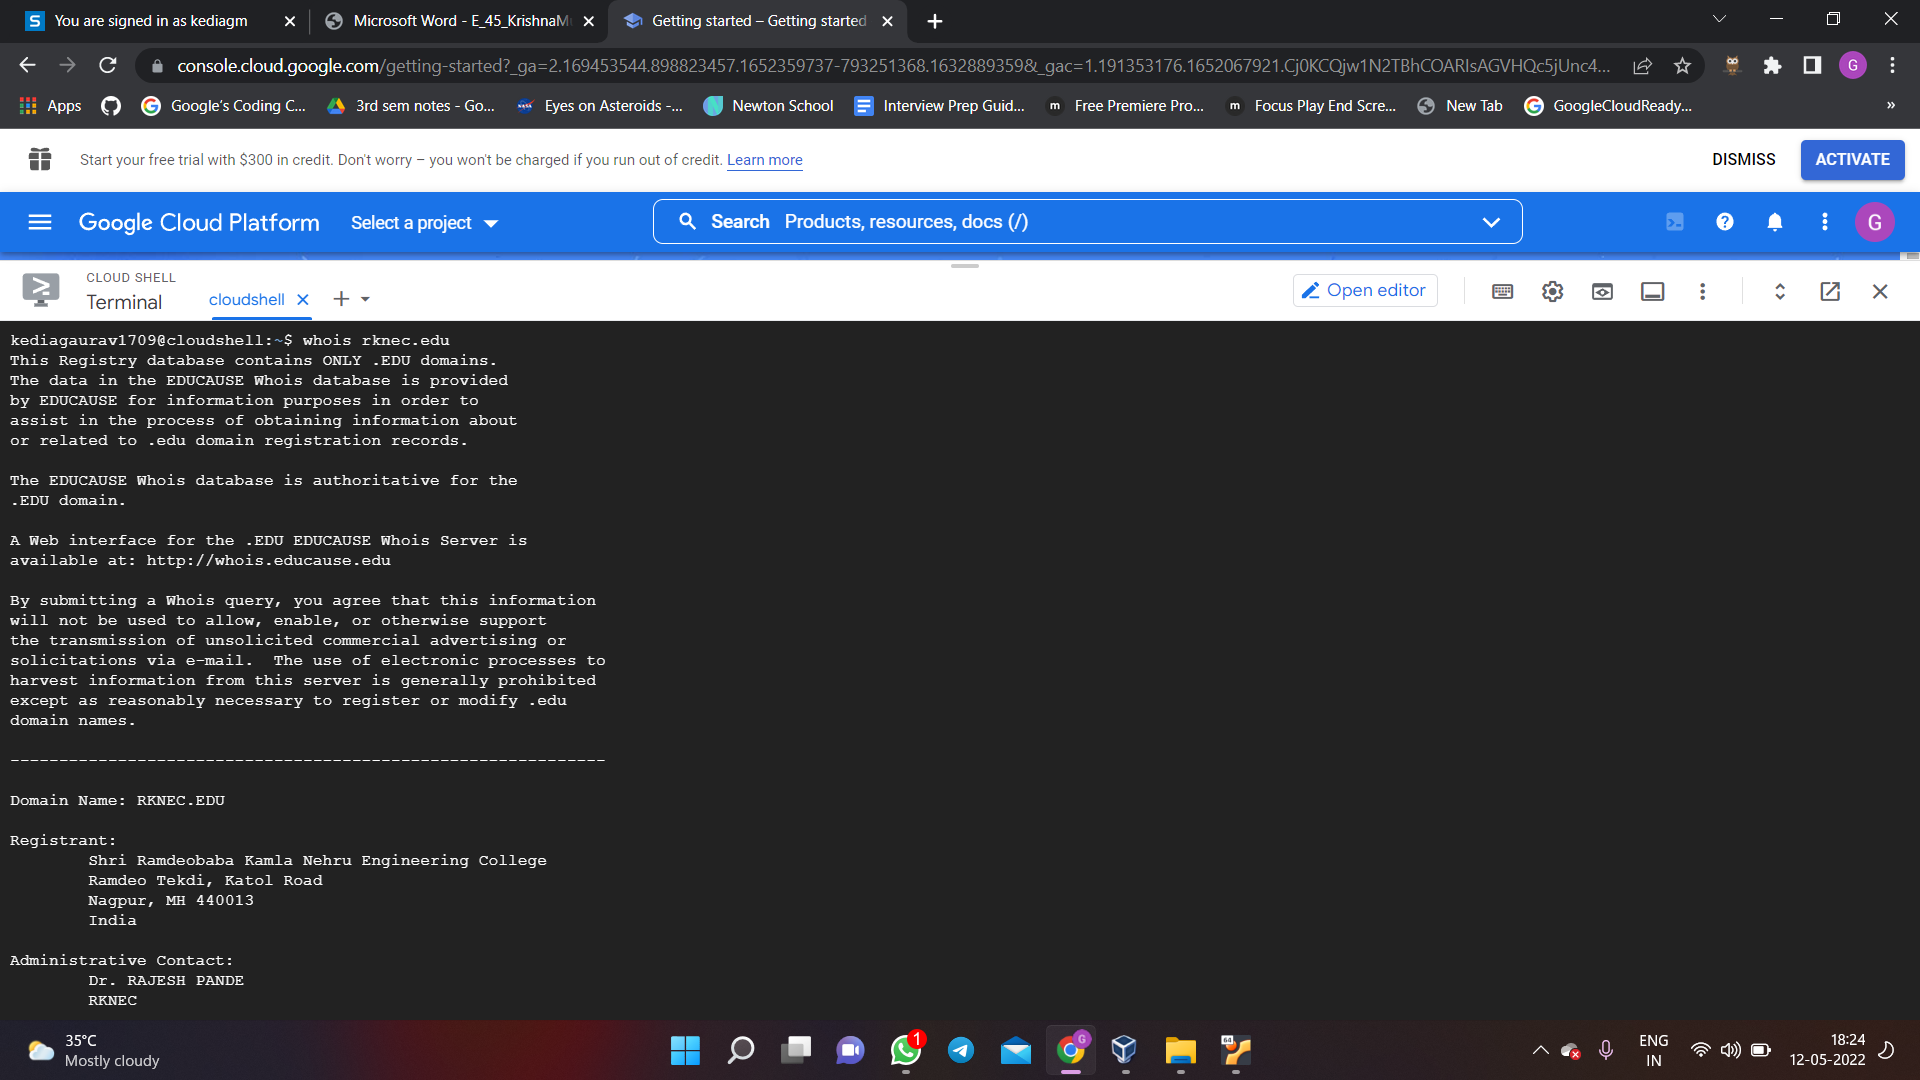 You are signed in as kediagm
Microsoft Word - E_45_KrishnaM
Getting started – Getting started
console.cloud.google.com/getting-started?_ga=2.169453544.898823457.1652359737-793251368.1632889359&_gac=1.191353176.1652067921.Cj0KCQjw1N2TBhCOARIsAGVHQc5jUnc4...
G
Apps
Google's Coding C...
3rd sem notes - Go...
Eyes on Asteroids -...
Newton School
Interview Prep Guid...
Free Premiere Pro...
Focus Play End Scre...
New Tab
GoogleCloudReady...
»
Start your free trial with $300 in credit. Don't worry – you won't be charged if you run out of credit. Learn more
DISMISS
ACTIVATE
Google Cloud Platform
Select a project
Search Products, resources, docs (/)
G
CLOUD SHELL
Terminal
cloudshell
Open editor
kediagaurav1709@cloudshell:~$ whois rknec.edu
This Registry database contains ONLY .EDU domains.
The data in the EDUCAUSE Whois database is provided
by EDUCAUSE for information purposes in order to
assist in the process of obtaining information about
or related to .edu domain registration records.
The EDUCAUSE Whois database is authoritative for the
.EDU domain.
A Web interface for the .EDU EDUCAUSE Whois Server is
available at: http://whois.educause.edu
By submitting a Whois query, you agree that this information
will not be used to allow, enable, or otherwise support
the transmission of unsolicited commercial advertising or
solicitations via e-mail.  The use of electronic processes to
harvest information from this server is generally prohibited
except as reasonably necessary to register or modify .edu
domain names.
-------------------------------------------------------------
Domain Name: RKNEC.EDU
Registrant:
Shri Ramdeobaba Kamla Nehru Engineering College
Ramdeo Tekdi, Katol Road
Nagpur, MH 440013
India
Administrative Contact:
Dr. RAJESH PANDE
RKNEC
35°C
Mostly cloudy
1
G
64
ENG
IN
18:24
12-05-2022